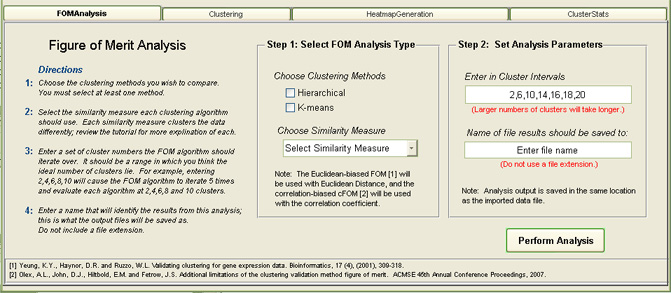 FOMAnalysis
Clustering
HeatmapGeneration
ClusterStats
Figure of Merit Analysis
Directions
1: Choose the clustering methods you wish to compare.
You must select at least one method.
2: Select the similarity measure each clustering algorithm
should use. Each similarity measure clusters the data
differently; review the tutorial for more explination of each.
3: Enter a set of cluster numbers the FOM algorithm should
iterate over. It should be a range in which you think the
ideal number of clusters lie. For example, entering
2,4,6,8,10 will cause the FOM algorithm to iterate 5 times
and evaluate each algorithm at 2,4,6,8 and 10 clusters.
4: Enter a name that will identify the results from this analysis;
this is what the output files will be saved as.
Do not include a file extension.
Step 1: Select FOM Analysis Type
Choose Clustering Methods
Hierarchical
K-means
Choose Similarity Measure
Select Similarity Measure
Note: The Euclidean-biased FOM [1] will
be used with Euclidean Distance, and the
correlation-biased cFOM [2] will be used
with the correlation coefficient.
Step 2: Set Analysis Parameters
Enter in Cluster Intervals
2,6,10,14,16,18,20
(Larger numbers of clusters will take longer.)
Name of file results should be saved to:
Enter file name
(Do not use a file extension.)
Note: Analysis output is saved in the same location
as the imported data file.
Perform Analysis
[1] Yeung, K.Y., Haynor, D.R. and Ruzzo, W.L. Validating clustering for gene expression data. Bioinformatics, 17 (4), (2001), 309-318.
[2] Olex, A.L., John, D.J., Hiltbold, E.M. and Fetrow, J.S. Additional limitations of the clustering validation method figure of merit. ACMSE 45th Annual Conference Proceedings, 2007.